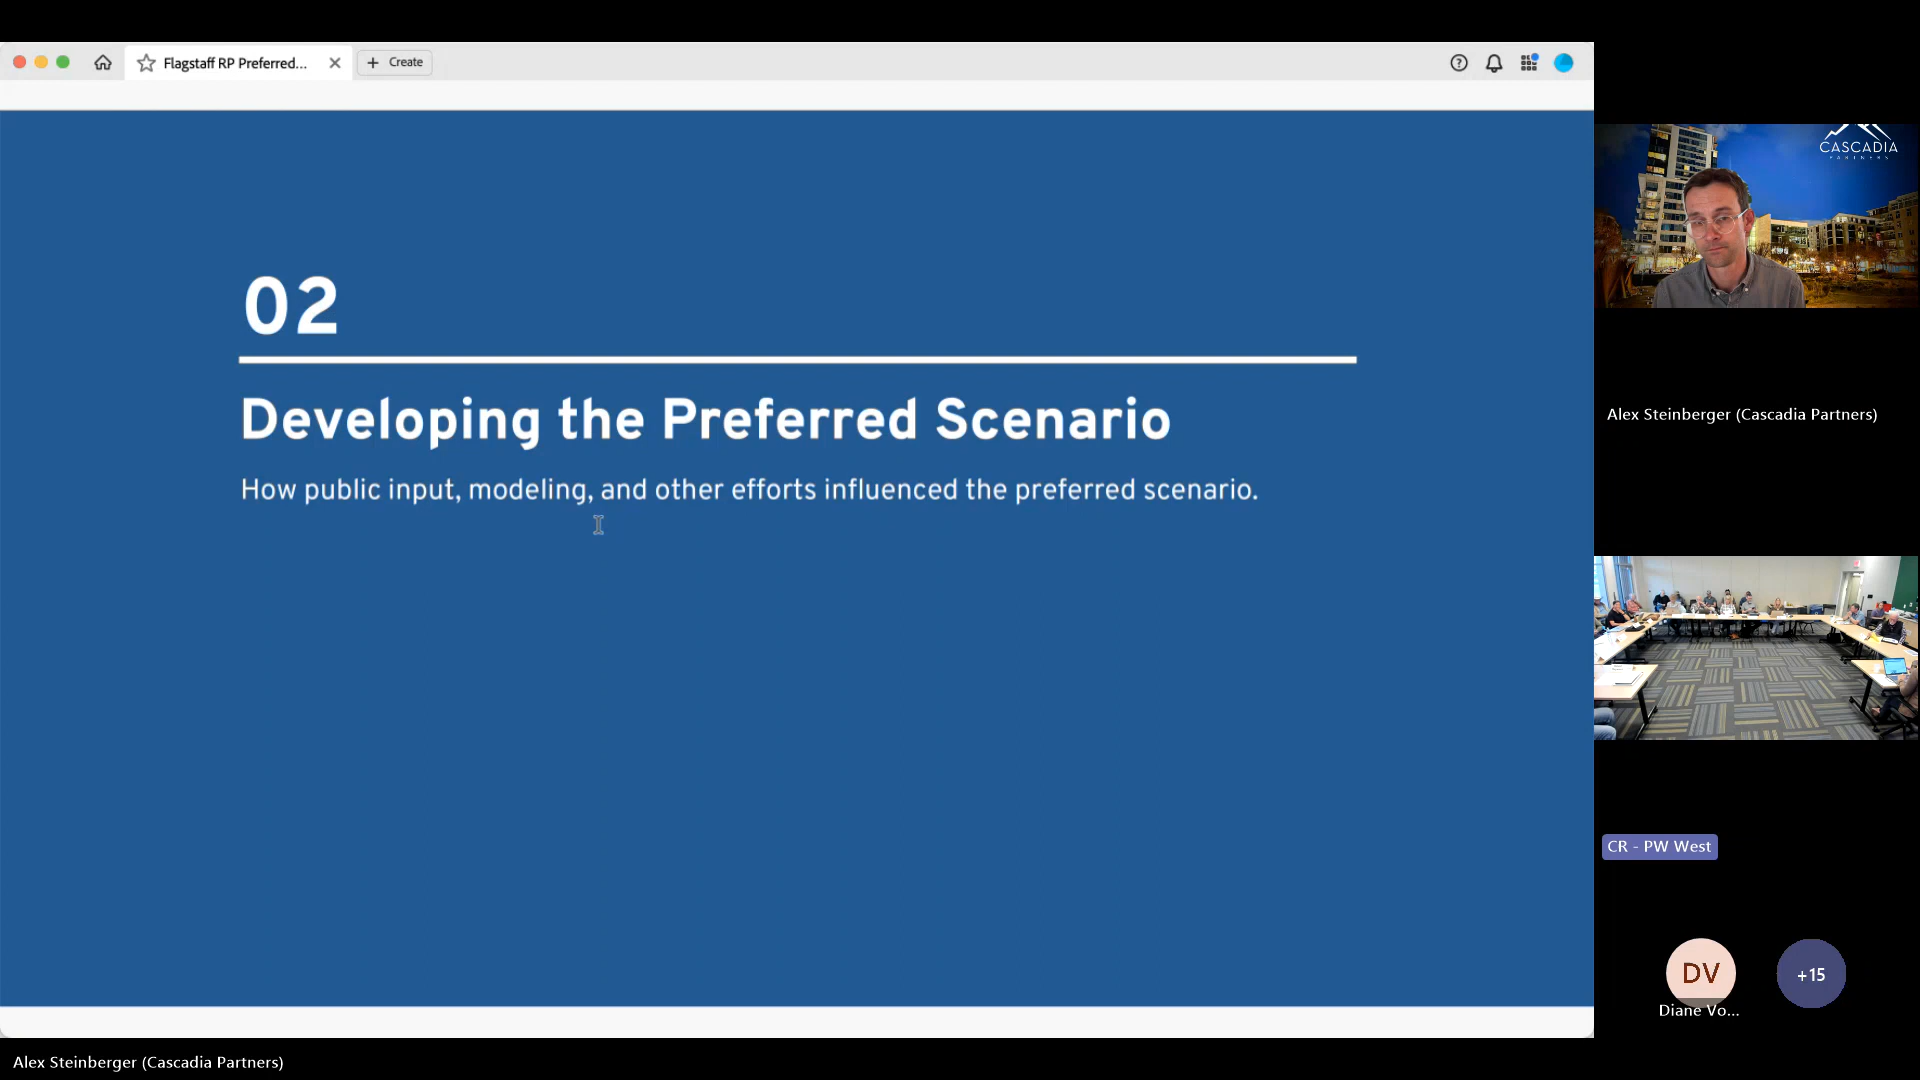 Flagstaff RP Preferred...
Create
02
Developing the Preferred Scenario
How public input, modeling, and other efforts influenced the preferred scenario.
CASCADIA
PARTNERS
Alex Steinberger (Cascadia Partners)
CR - PW West
DV
Diane Vo...
+15
Alex Steinberger (Cascadia Partners)